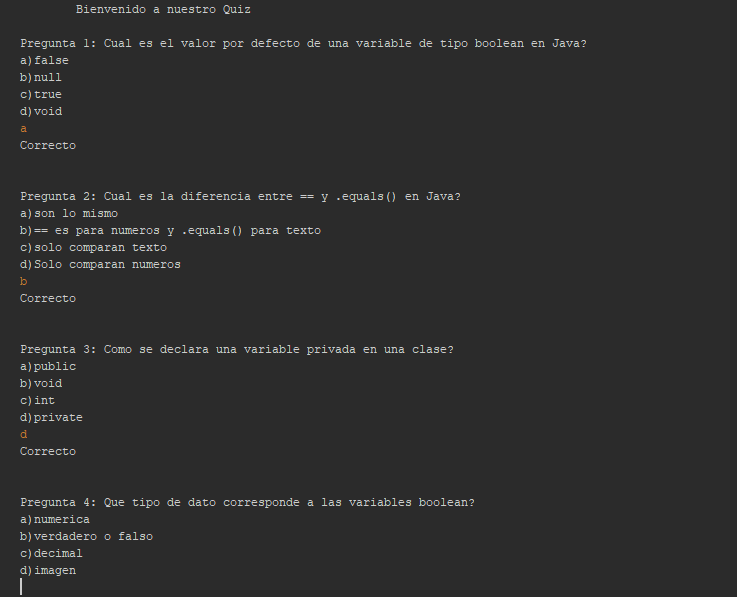 Bienvenido a nuestro Quiz
Pregunta 1: Cual es el valor por defecto de una variable de tipo boolean en Java?
a)false
b)null
c)true
d)void
a
Correcto
Pregunta 2: Cual es la diferencia entre == y .equals() en Java?
a)son lo mismo
b)== es para numeros y .equals() para texto
c)solo comparan texto
d)Solo comparan numeros
b
Correcto
Pregunta 3: Como se declara una variable privada en una clase?
a)public
b)void
c)int
d)private
d
Correcto
Pregunta 4: Que tipo de dato corresponde a las variables boolean?
a)numerica
b)verdadero o falso
c)decimal
d)imagen